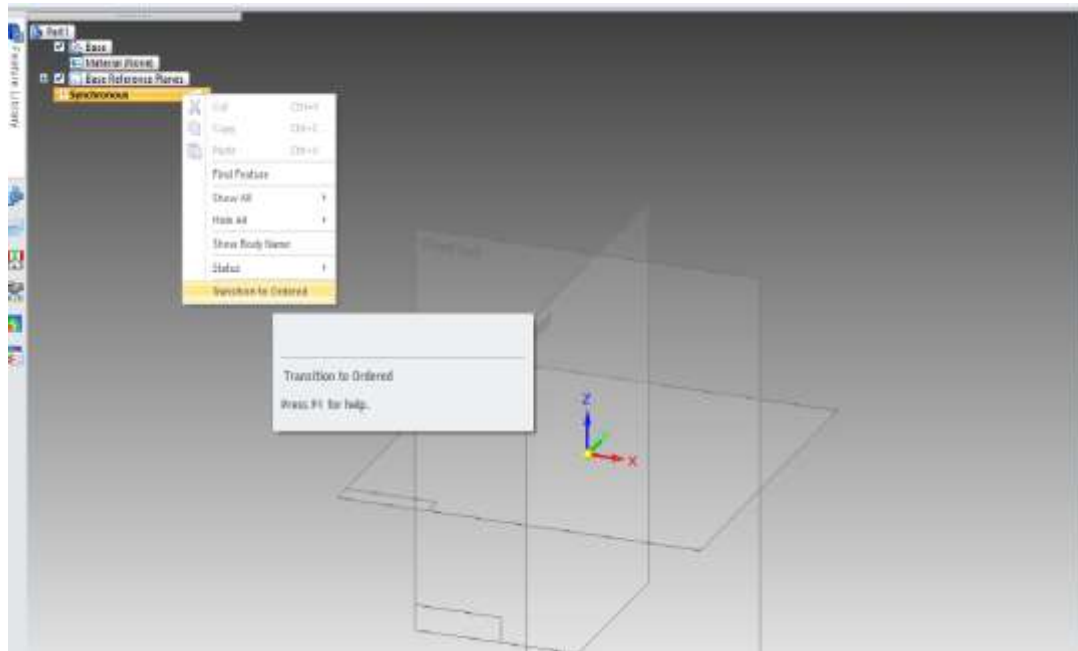 Part1
Base
Material (None)
Base Reference Planes
Synchronous
Feature Library
Cut Ctrl+X
Copy Ctrl+C
Paste Ctrl+V
Find Feature
Show All
Hide All
Show Body Name
Status
Transition to Ordered
Transition to Ordered
Press F1 for help.
Z
X